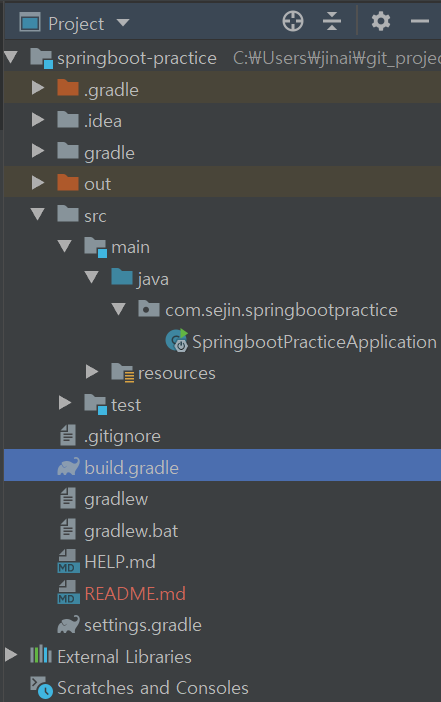 Project
springboot-practice C:₩Users₩jinai₩git_projec
.gradle
.idea
gradle
out
src
main
java
com.sejin.springbootpractice
SpringbootPracticeApplication
resources
test
.gitignore
build.gradle
gradlew
gradlew.bat
MD HELP.md
MD README.md
settings.gradle
External Libraries
Scratches and Consoles